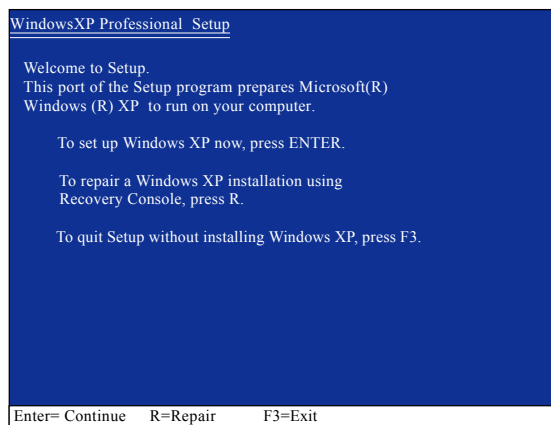 WindowsXP Professional Setup
Welcome to Setup.
This port of the Setup program prepares Microsoft(R)
Windows (R) XP to run on your computer.
To set up Windows XP now, press ENTER.
To repair a Windows XP installation using
Recovery Console, press R.
To quit Setup without installing Windows XP, press F3.
Enter= Continue R=Repair F3=Exit